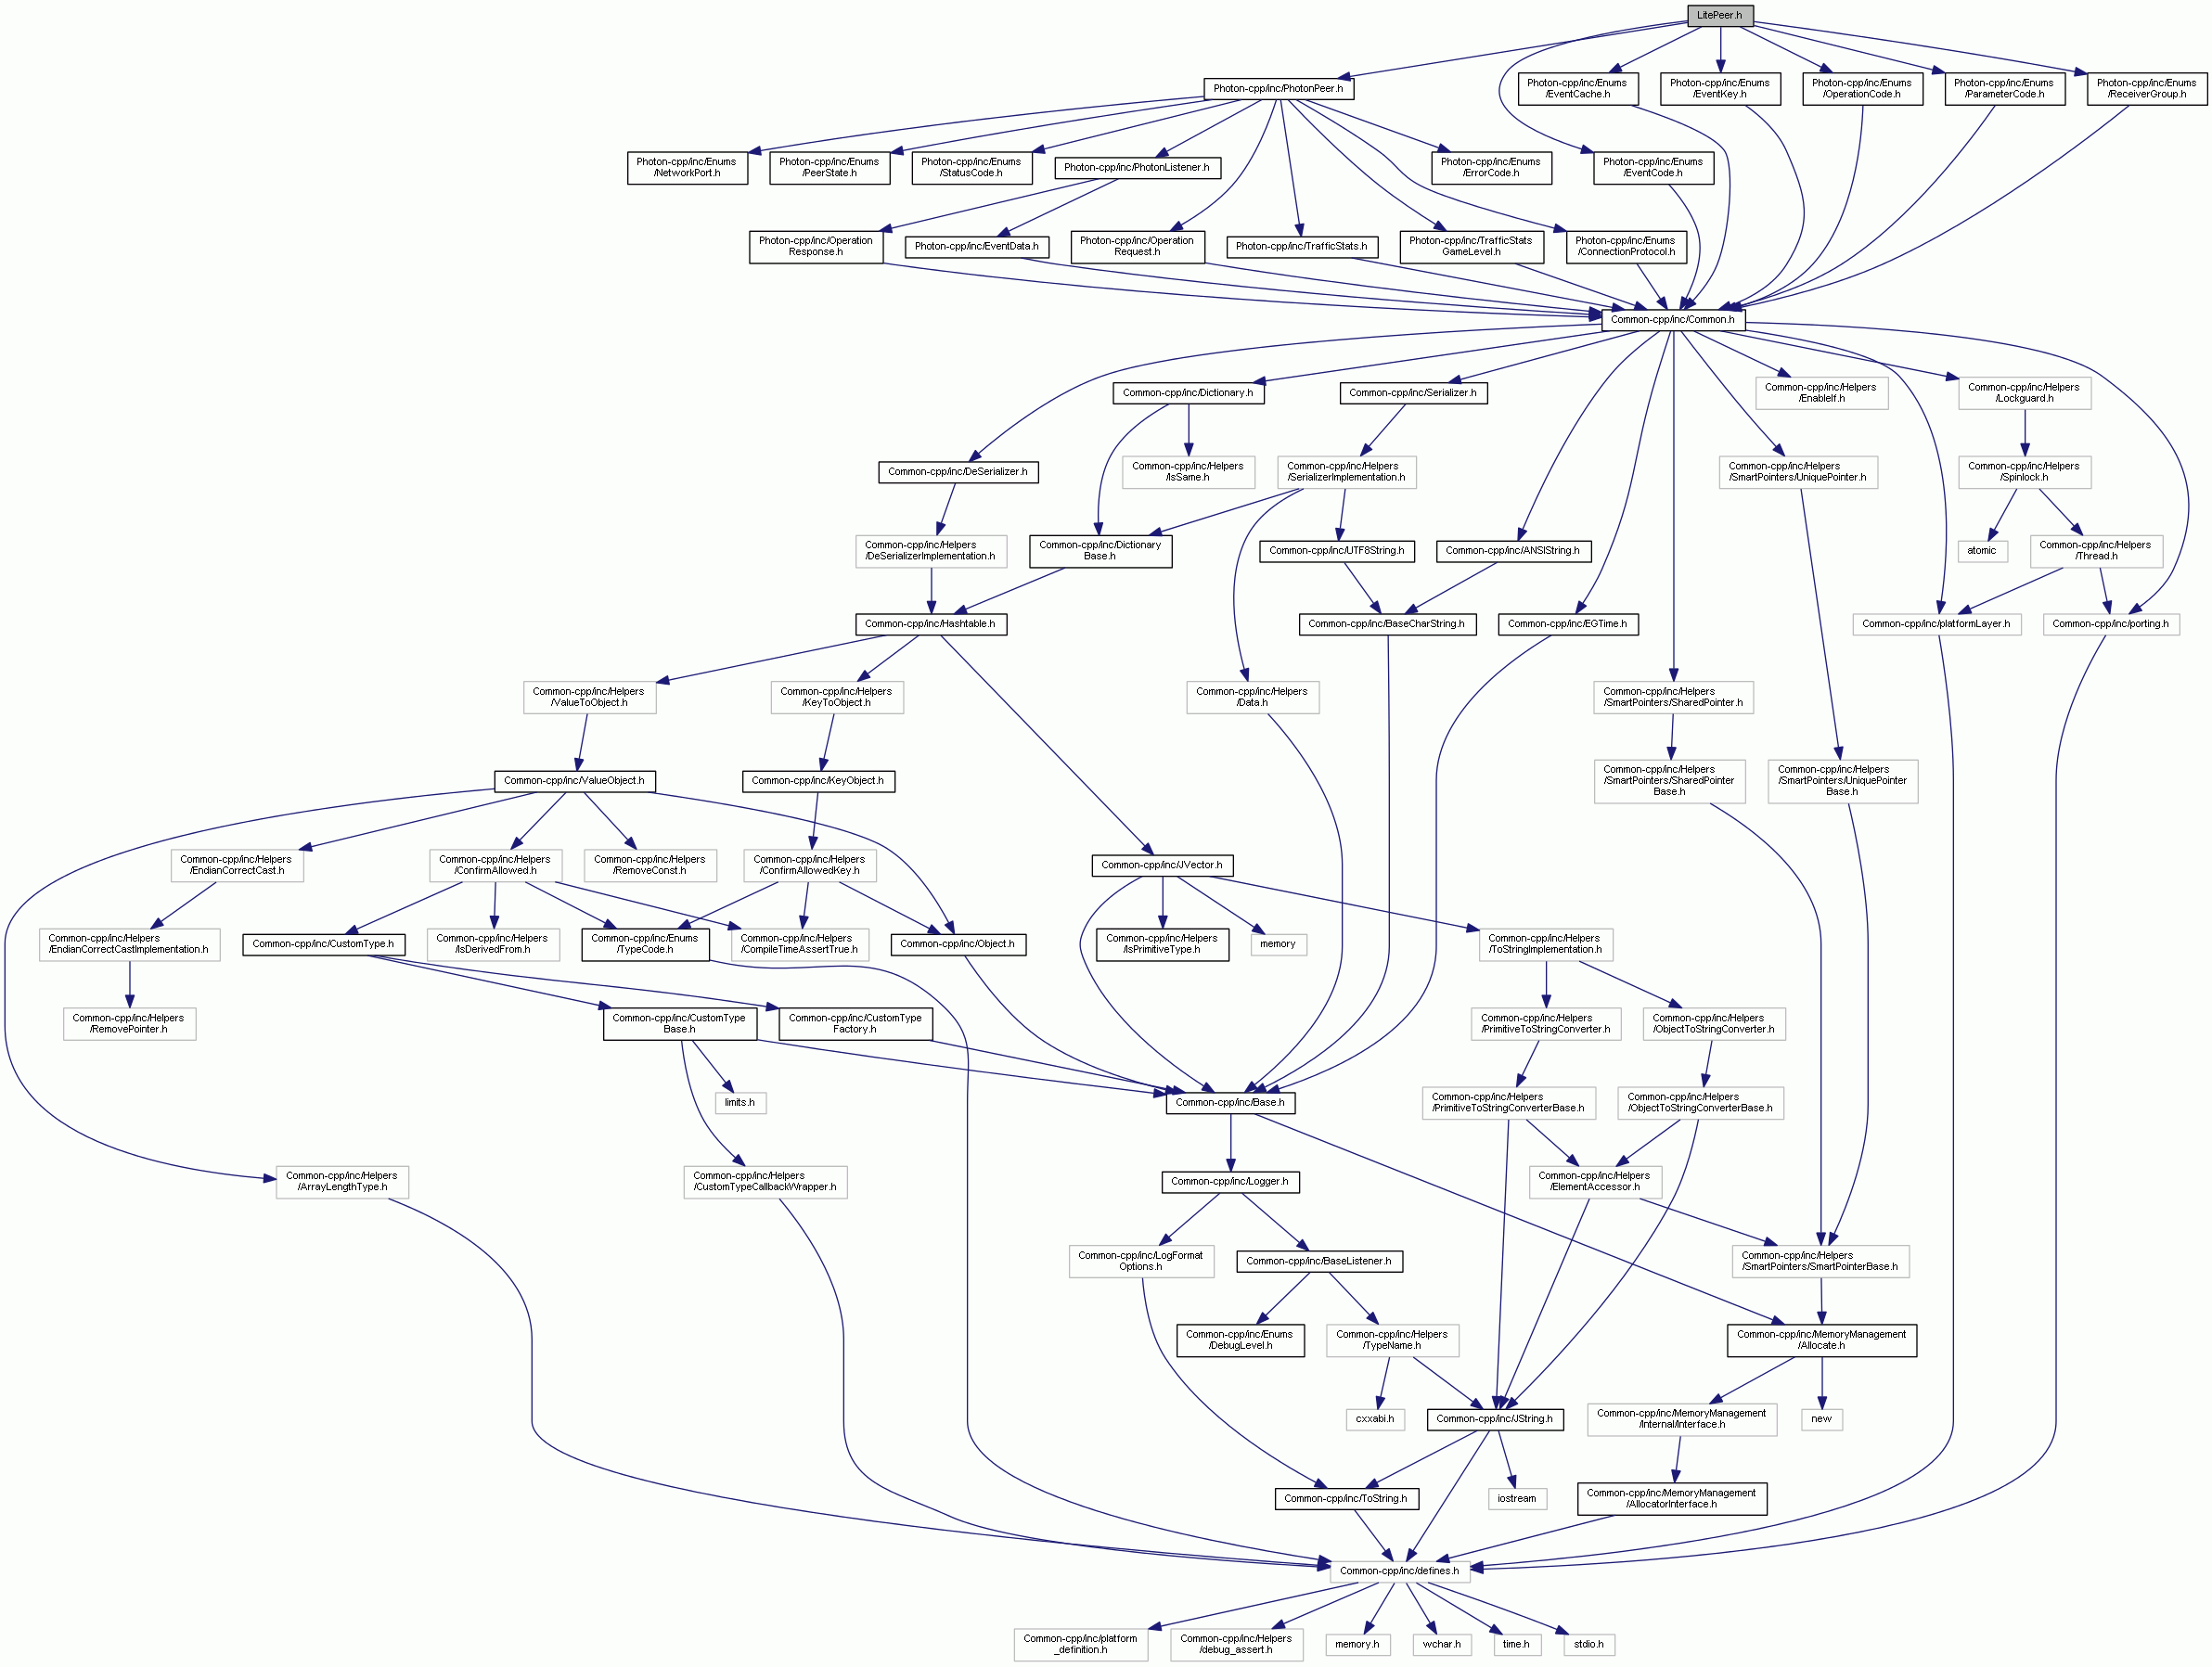 LitePeer.h
Photon-cpp/inc/PhotonPeer.h
Photon-cpp/inc/Enums
/EventCache.h
Photon-cpp/inc/Enums
/EventKey.h
Photon-cpp/inc/Enums
/OperationCode.h
Photon-cpp/inc/Enums
/ParameterCode.h
Photon-cpp/inc/Enums
/ReceiverGroup.h
Photon-cpp/inc/Enums
/NetworkPort.h
Photon-cpp/inc/Enums
/PeerState.h
Photon-cpp/inc/Enums
/StatusCode.h
Photon-cpp/inc/PhotonListener.h
Photon-cpp/inc/Enums
/ErrorCode.h
Photon-cpp/inc/Enums
/EventCode.h
Photon-cpp/inc/Operation
Response.h
Photon-cpp/inc/EventData.h
Photon-cpp/inc/Operation
Request.h
Photon-cpp/inc/TrafficStats.h
Photon-cpp/inc/TrafficStats
GameLevel.h
Photon-cpp/inc/Enums
/ConnectionProtocol.h
Common-cpp/inc/Common.h
Common-cpp/inc/Dictionary.h
Common-cpp/inc/Serializer.h
Common-cpp/inc/Helpers
/EnableIf.h
Common-cpp/inc/Helpers
/Lockguard.h
Common-cpp/inc/DeSerializer.h
Common-cpp/inc/Helpers
/IsSame.h
Common-cpp/inc/Helpers
/SerializerImplementation.h
Common-cpp/inc/Helpers
/SmartPointers/UniquePointer.h
Common-cpp/inc/Helpers
/Spinlock.h
Common-cpp/inc/Helpers
/DeSerializerImplementation.h
Common-cpp/inc/Dictionary
Base.h
Common-cpp/inc/UTF8String.h
Common-cpp/inc/ANSIString.h
atomic
Common-cpp/inc/Helpers
/Thread.h
Common-cpp/inc/Hashtable.h
Common-cpp/inc/BaseCharString.h
Common-cpp/inc/EGTime.h
Common-cpp/inc/platformLayer.h
Common-cpp/inc/porting.h
Common-cpp/inc/Helpers
/ValueToObject.h
Common-cpp/inc/Helpers
/KeyToObject.h
Common-cpp/inc/Helpers
/Data.h
Common-cpp/inc/Helpers
/SmartPointers/SharedPointer.h
Common-cpp/inc/ValueObject.h
Common-cpp/inc/KeyObject.h
Common-cpp/inc/Helpers
/SmartPointers/SharedPointer
Base.h
Common-cpp/inc/Helpers
/SmartPointers/UniquePointer
Base.h
Common-cpp/inc/Helpers
/EndianCorrectCast.h
Common-cpp/inc/Helpers
/ConfirmAllowed.h
Common-cpp/inc/Helpers
/RemoveConst.h
Common-cpp/inc/Helpers
/ConfirmAllowedKey.h
Common-cpp/inc/JVector.h
Common-cpp/inc/Helpers
/EndianCorrectCastImplementation.h
Common-cpp/inc/CustomType.h
Common-cpp/inc/Helpers
/IsDerivedFrom.h
Common-cpp/inc/Enums
/TypeCode.h
Common-cpp/inc/Helpers
/CompileTimeAssertTrue.h
Common-cpp/inc/Object.h
Common-cpp/inc/Helpers
/IsPrimitiveType.h
memory
Common-cpp/inc/Helpers
/ToStringImplementation.h
Common-cpp/inc/Helpers
/RemovePointer.h
Common-cpp/inc/CustomType
Base.h
Common-cpp/inc/CustomType
Factory.h
Common-cpp/inc/Helpers
/PrimitiveToStringConverter.h
Common-cpp/inc/Helpers
/ObjectToStringConverter.h
limits.h
Common-cpp/inc/Base.h
Common-cpp/inc/Helpers
/PrimitiveToStringConverterBase.h
Common-cpp/inc/Helpers
/ObjectToStringConverterBase.h
Common-cpp/inc/Helpers
/ArrayLengthType.h
Common-cpp/inc/Helpers
/CustomTypeCallbackWrapper.h
Common-cpp/inc/Logger.h
Common-cpp/inc/Helpers
/ElementAccessor.h
Common-cpp/inc/LogFormat
Options.h
Common-cpp/inc/BaseListener.h
Common-cpp/inc/Helpers
/SmartPointers/SmartPointerBase.h
Common-cpp/inc/Enums
/DebugLevel.h
Common-cpp/inc/Helpers
/TypeName.h
Common-cpp/inc/MemoryManagement
/Allocate.h
cxxabi.h
Common-cpp/inc/JString.h
Common-cpp/inc/MemoryManagement
/Internal/Interface.h
new
Common-cpp/inc/ToString.h
iostream
Common-cpp/inc/MemoryManagement
/AllocatorInterface.h
Common-cpp/inc/defines.h
Common-cpp/inc/platform
_definition.h
Common-cpp/inc/Helpers
/debug_assert.h
memory.h
wchar.h
time.h
stdio.h